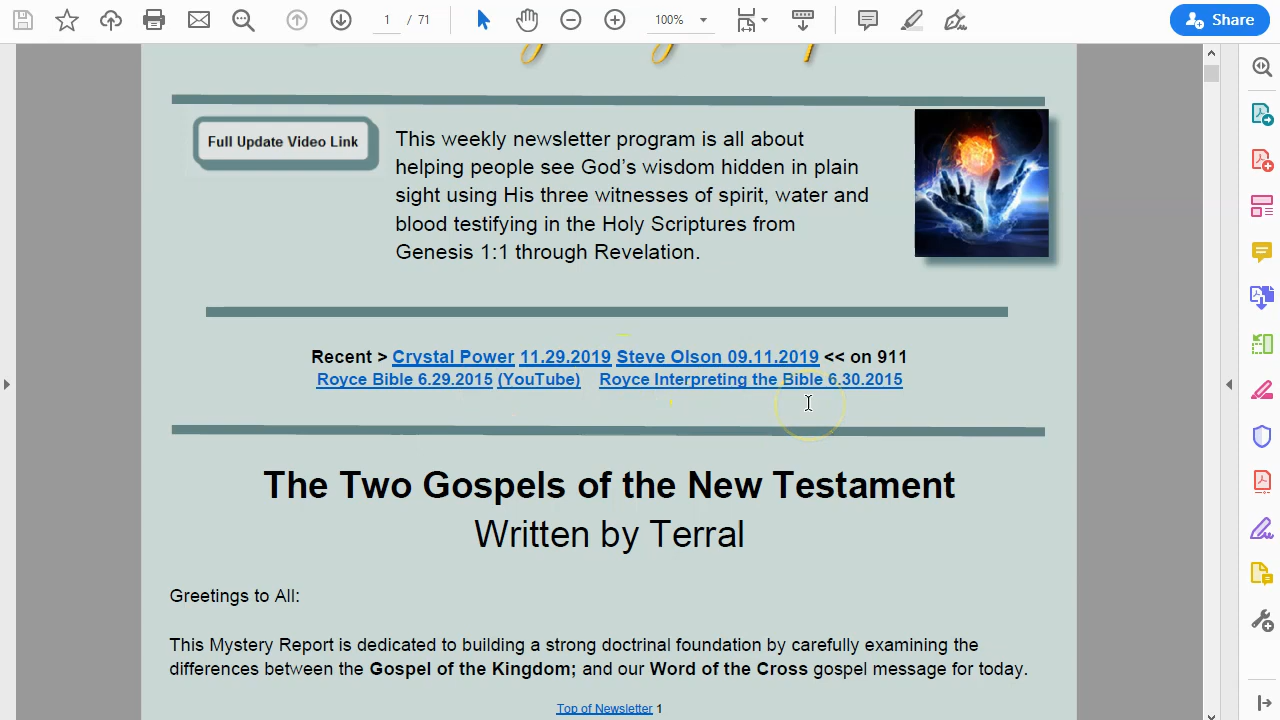 1 / 71
100%
Share
Full Update Video Link
This weekly newsletter program is all about
helping people see God’s wisdom hidden in plain
sight using His three witnesses of spirit, water and
blood testifying in the Holy Scriptures from
Genesis 1:1 through Revelation.
Recent > Crystal Power 11.29.2019 Steve Olson 09.11.2019 << on 911
Royce Bible 6.29.2015 (YouTube) Royce Interpreting the Bible 6.30.2015
The Two Gospels of the New Testament
Written by Terral
Greetings to All:
This Mystery Report is dedicated to building a strong doctrinal foundation by carefully examining the
differences between the Gospel of the Kingdom; and our Word of the Cross gospel message for today.
Top of Newsletter 1